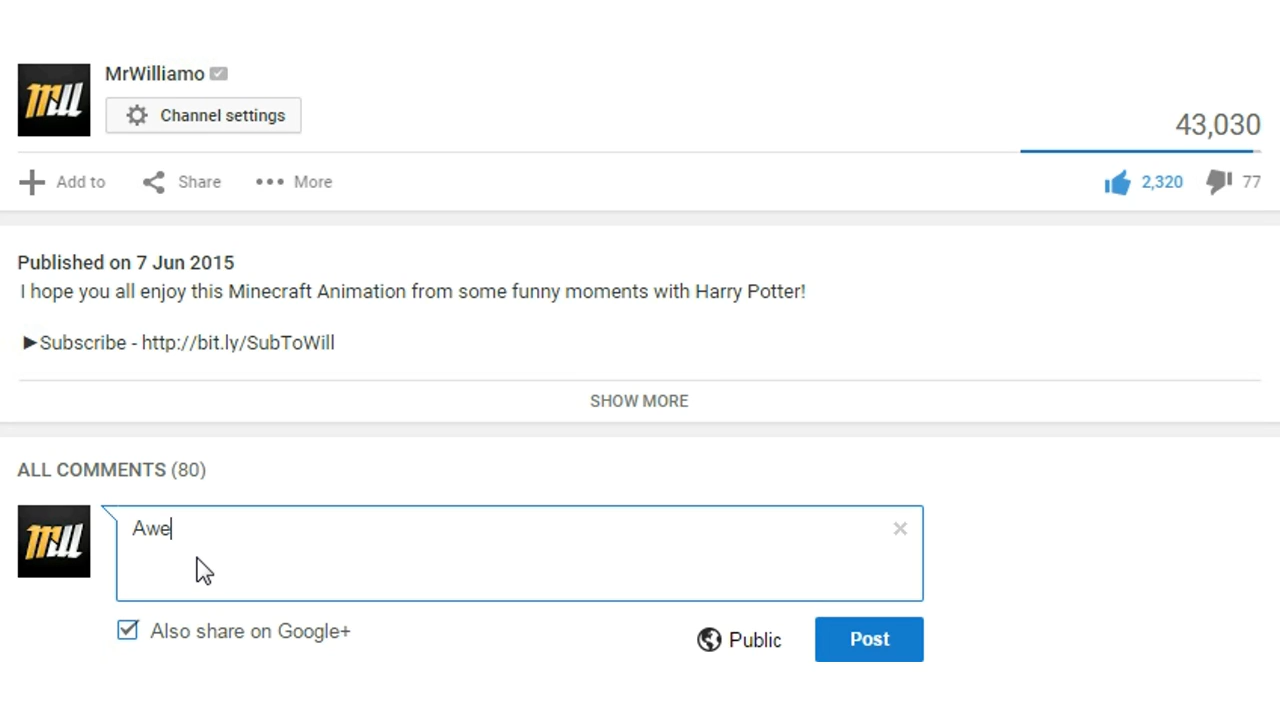 MrWilliamo
Channel settings
43,030
Add to Share More 2,320 77
Published on 7 Jun 2015
I hope you all enjoy this Minecraft Animation from some funny moments with Harry Potter!
►Subscribe - http://bit.ly/SubToWill
SHOW MORE
ALL COMMENTS (80)
Awe
Also share on Google+
Public Post